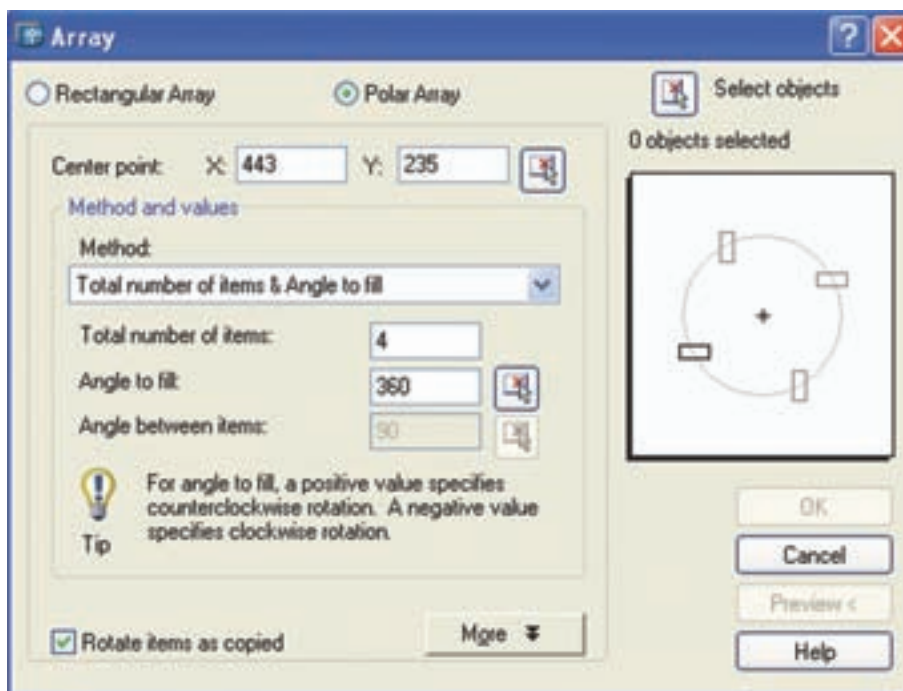 Array
Rectangular Array
Polar Array
Select objects
0 objects selected
Center point: X: 443 Y: 235
Method and values
Method:
Total number of items & Angle to fill
Total number of items: 4
Angle to fill: 360
Angle between items: 90
For angle to fill, a positive value specifies
counterclockwise rotation. A negative value
specifies clockwise rotation.
Tip
OK
Cancel
Preview <
Help
Rotate items as copied
More